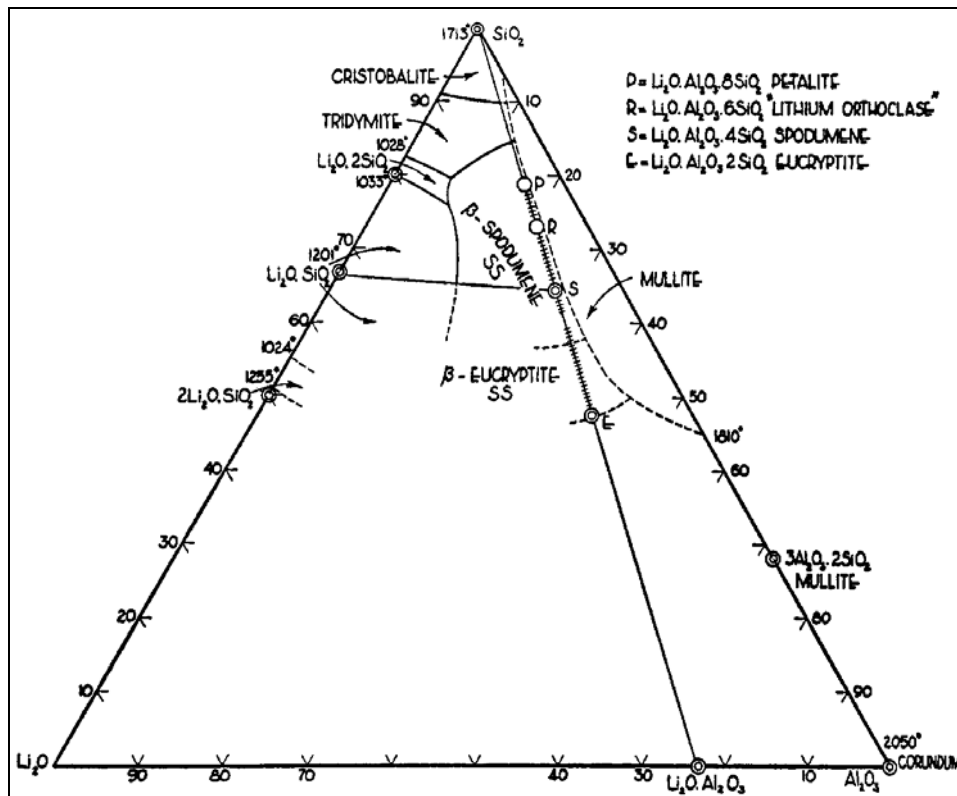 1713° SiO₂
CRISTOBALITE
P = Li₂O.Al₂O₃.8SiO₂ PETALITE
R = Li₂O.Al₂O₃.6SiO₂ "LITHIUM ORTHOCLASE"
S = Li₂O.Al₂O₃.4SiO₂ SPODUMENE
E = Li₂O.Al₂O₃ 2SiO₂ EUCRYPTITE
90
10
TRIDYMITE
1028°
Li₂O.2SiO₂
1033°
P
20
R
β-SPODUMENE
SS
70
30
1201°
Li₂O.SiO₂
S
MULLITE
60
40
1024°
1255°
2Li₂O.SiO₂
β-EUCRYPTITE
SS
50
E
1810°
40
60
30
3Al₂O₃.2SiO₂
MULLITE
20
80
10
90
2050°
Li₂O
CORUNDUM
90
80
70
60
40
30
Li₂O.Al₂O₃
10
Al₂O₃